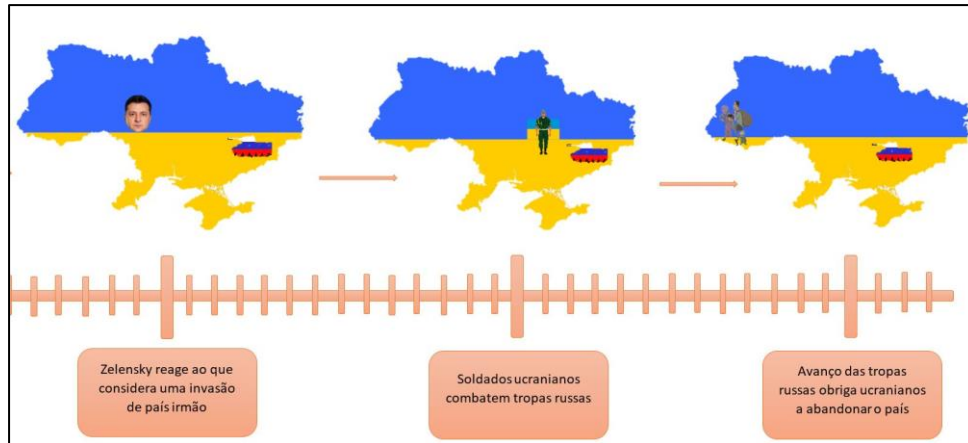 Zelensky reage ao que
considera uma invasão
de país irmão
Soldados ucranianos
combatem tropas russas
Avanço das tropas
russas obriga ucranianos
a abandonar o país